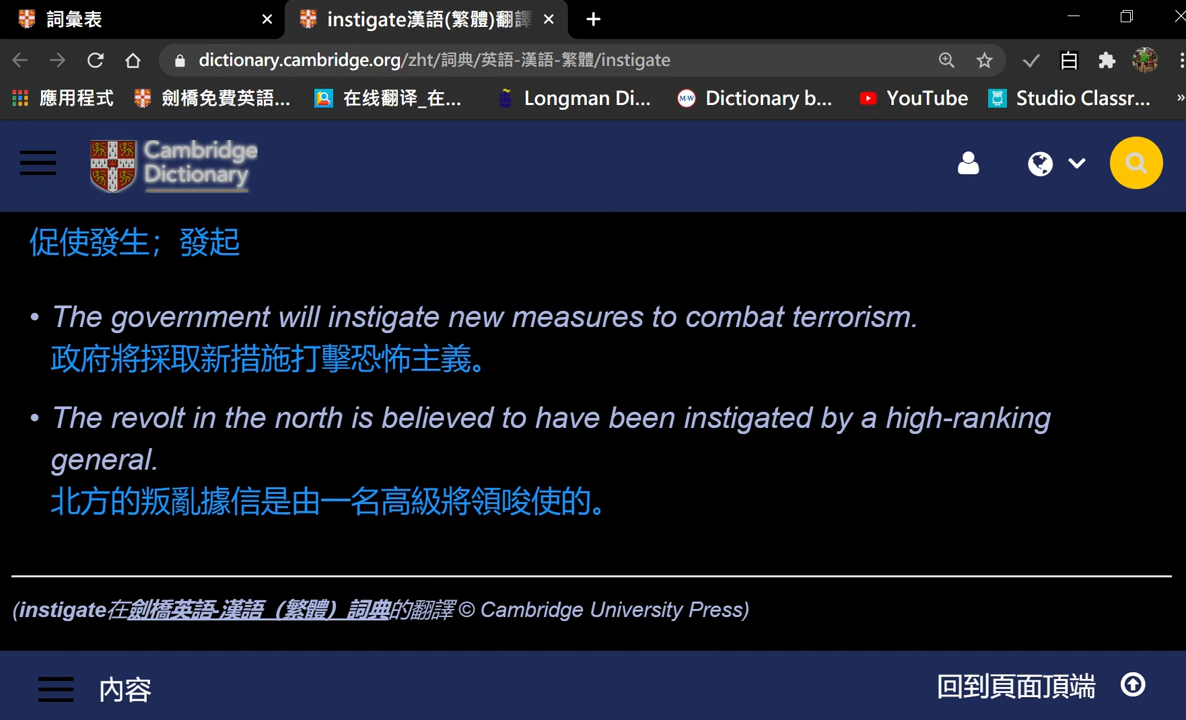 詞彙表
instigate漢語(繁體)翻譯
dictionary.cambridge.org/zht/詞典/英語-漢語-繁體/instigate
白
應用程式 劍橋免費英語... 在线翻译_在... M-W Longman Di... Dictionary b... YouTube Studio Classr... »
Cambridge
Dictionary
促使發生；發起
• The government will instigate new measures to combat terrorism.
政府將採取新措施打擊恐怖主義。
• The revolt in the north is believed to have been instigated by a high-ranking
general.
北方的叛亂據信是由一名高級將領唆使的。
(instigate在劍橋英語-漢語（繁體）詞典的翻譯 © Cambridge University Press)
內容
回到頁面頂端